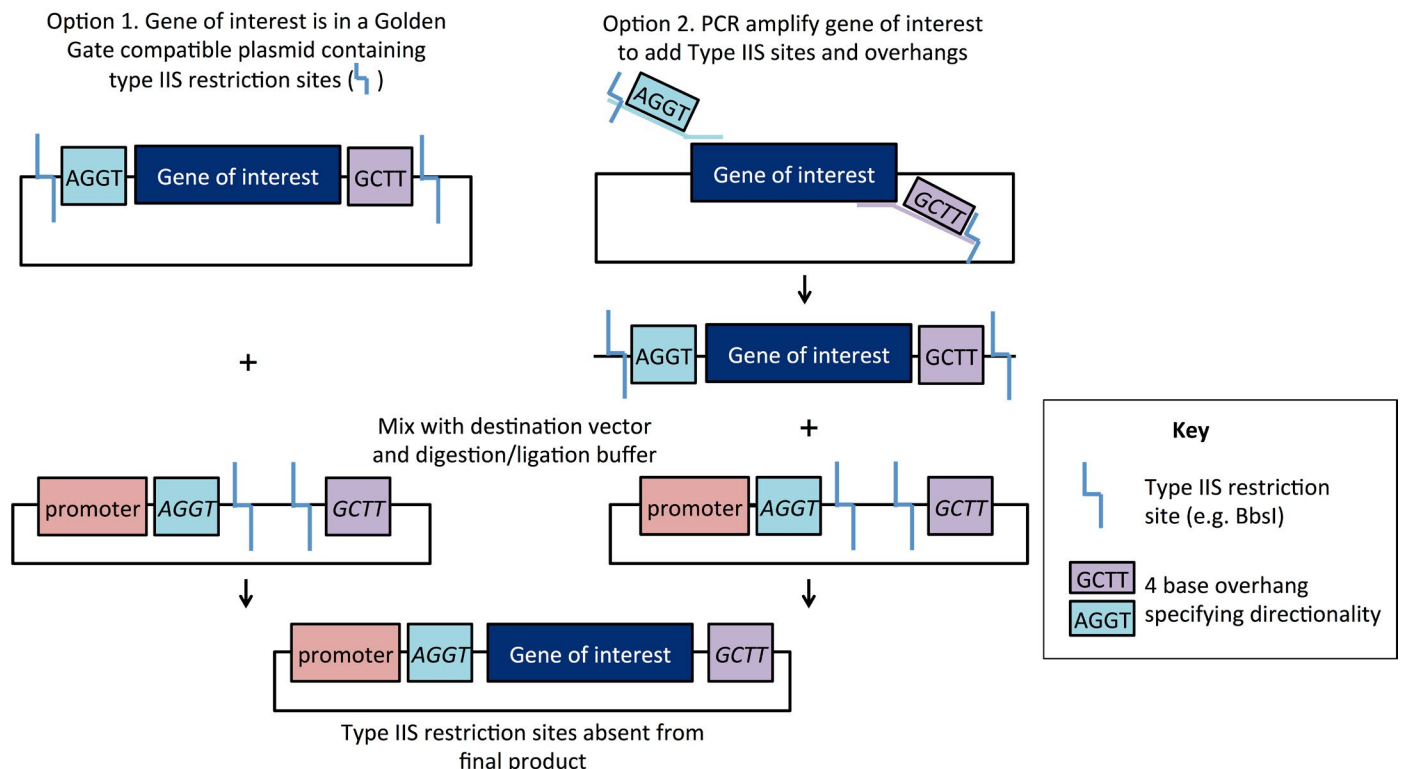 Option 1. Gene of interest is in a Golden
Gate compatible plasmid containing
type IIS restriction sites ( )
Option 2. PCR amplify gene of interest
to add Type IIS sites and overhangs
AGGT
Gene of interest
GCTT
AGGT
Gene of interest
GCTT
AGGT
Gene of interest
GCTT
+
Mix with destination vector
and digestion/ligation buffer
+
promoter
AGGT
GCTT
promoter
AGGT
GCTT
promoter
AGGT
Gene of interest
GCTT
Type IIS restriction sites absent from
final product
Key
Type IIS restriction
site (e.g. BbsI)
GCTT
AGGT
4 base overhang
specifying directionality